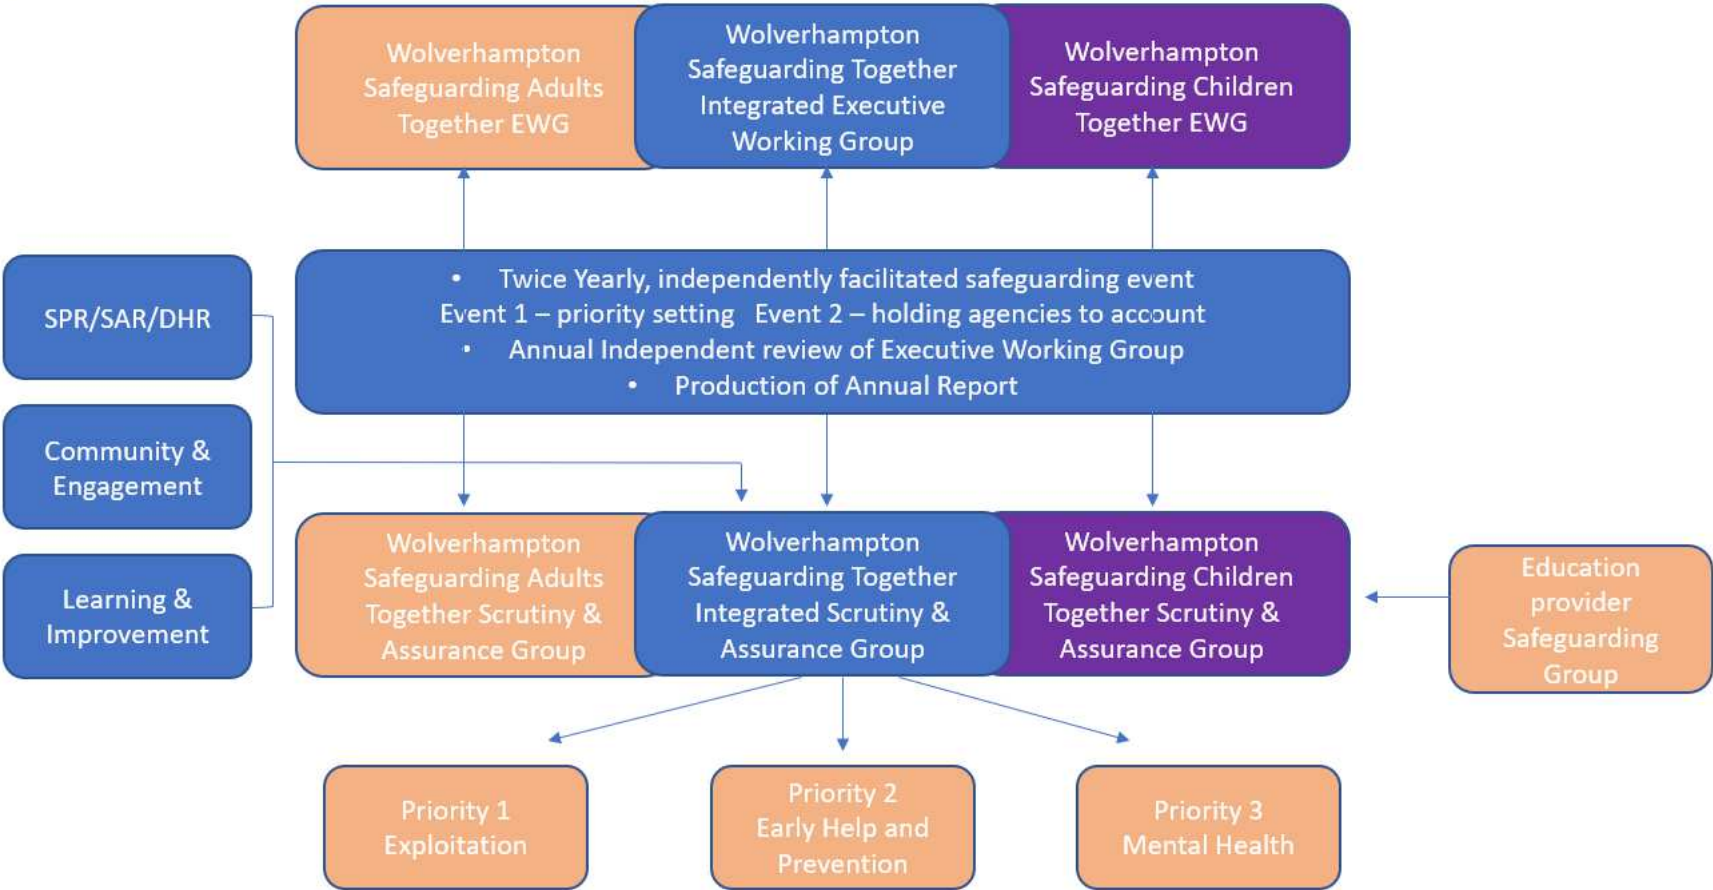 Wolverhampton
Safeguarding Adults
Together EWG
Wolverhampton
Safeguarding Together
Integrated Executive
Working Group
Wolverhampton
Safeguarding Children
Together EWG
• Twice Yearly, independently facilitated safeguarding event
Event 1 – priority setting Event 2 – holding agencies to account
• Annual Independent review of Executive Working Group
• Production of Annual Report
SPR/SAR/DHR
Community &
Engagement
Learning &
Improvement
Wolverhampton
Safeguarding Adults
Together Scrutiny &
Assurance Group
Wolverhampton
Safeguarding Together
Integrated Scrutiny &
Assurance Group
Wolverhampton
Safeguarding Children
Together Scrutiny &
Assurance Group
Education
provider
Safeguarding
Group
Priority 1
Exploitation
Priority 2
Early Help and
Prevention
Priority 3
Mental Health